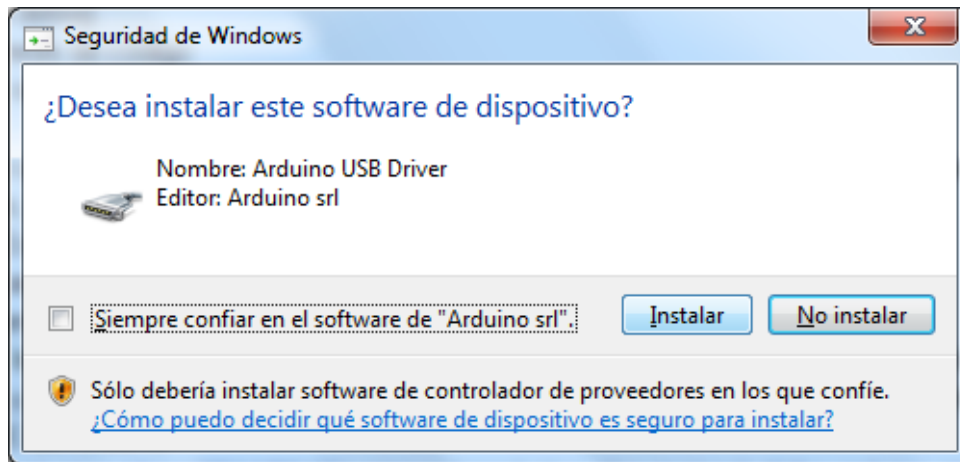 Seguridad de Windows
¿Desea instalar este software de dispositivo?
Nombre: Arduino USB Driver
Editor: Arduino srl
Siempre confiar en el software de "Arduino srl".
Instalar
No instalar
Sólo debería instalar software de controlador de proveedores en los que confíe.
¿Cómo puedo decidir qué software de dispositivo es seguro para instalar?